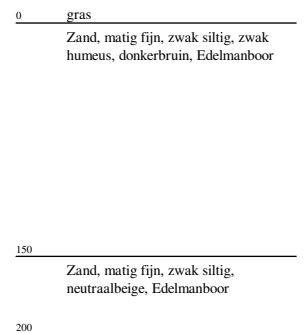 0 gras
Zand, matig fijn, zwak siltig, zwak
humeus, donkerbruin, Edelmanboor
150
Zand, matig fijn, zwak siltig,
neutraalbeige, Edelmanboor
200